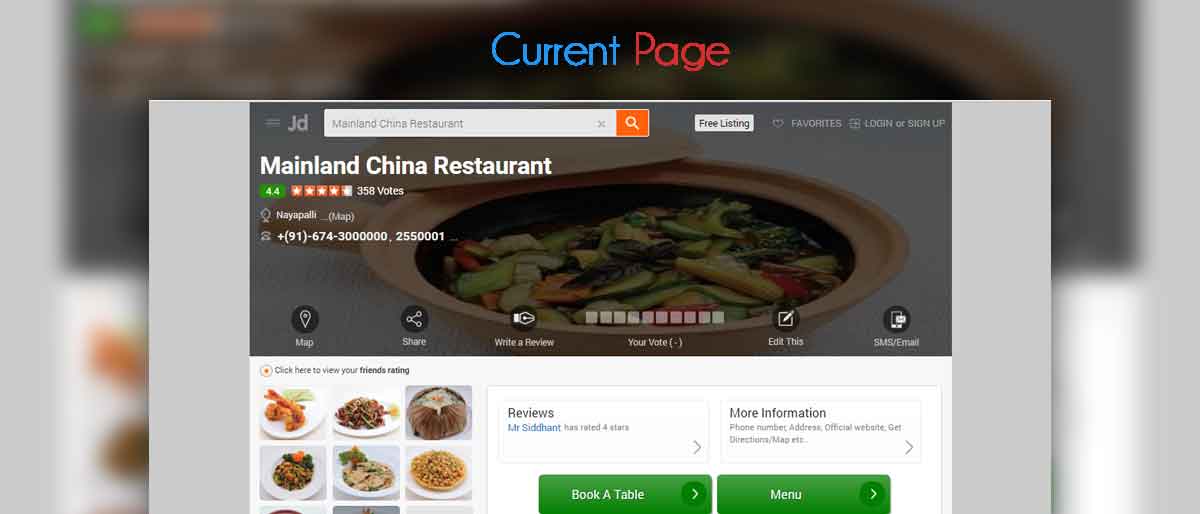 Current Page
Jd
Mainland China Restaurant ×
Free Listing
FAVORITES
LOGIN or SIGN UP
Mainland China Restaurant
4.4 358 Votes
Nayapalli ...(Map)
+(91)-674-3000000, 2550001 ...
Map
Share
Write a Review
Your Vote ( - )
Edit This
SMS/Email
Click here to view your friends rating
Reviews
Mr Siddhant has rated 4 stars
More Information
Phone number, Address, Official website, Get
Directions/Map etc..
Book A Table
Menu